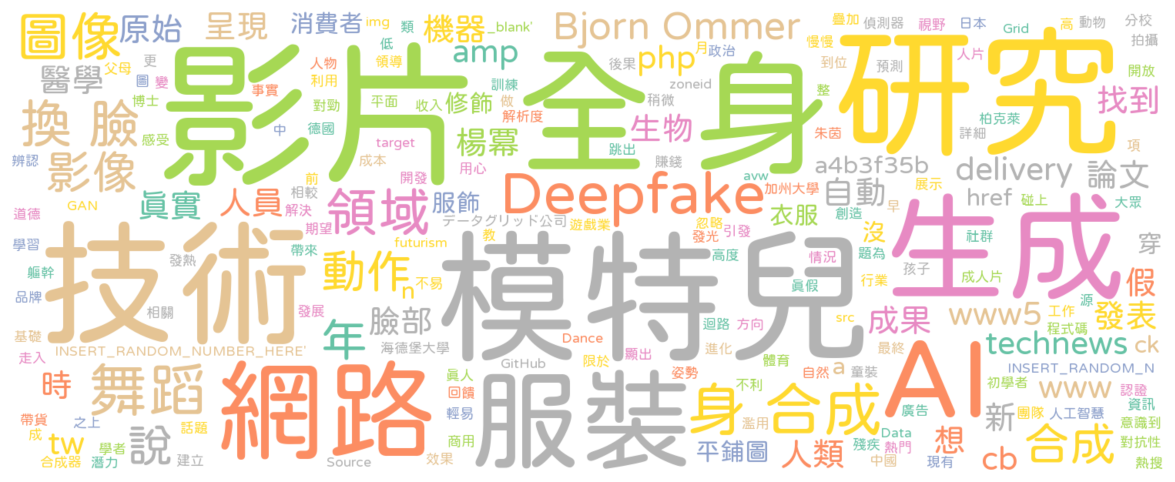 圖像
原始
呈現
消費者
img
類
低
_blank'
機器
領導
amp
Bjorn Ommer
php
月
政治
疊加
慢慢
到位
偵測器
預測
視野
日本
人片
Grid
高
動物
分校
拍攝
開放
醫學
父母
更
圖
變
博士
人物
利用
事實
對勁
平面
訓練
收入
修飾
做
解析度
後果
zoneid
稍微
整
影片
全身
研究
找到
換 臉
影像
感受
中
德國
楊冪
target
生物
跳出
賺錢
朱茵
柏克萊
詳細
項
辨認
GAN
前
相較
成本
開發
用心
avw
加州大學
a4b3f35b
自動
展示
delivery
href
碰上
論文
大眾
真實
人員
解決
期望
領域
服飾
Deepfake
データグリッド公司
遊戲業
忽略
發光
引發
衣服
創造
沒
早
題為
社群
穿
道德
學習
軀幹
品牌
基礎
走入
技術
發熱
相關
帶來
發展
動作
futurism
教
n
不易
模特兒
高度
情況
真假
行業
孩子
成人片
生成
源
假
年
臉部
海德堡大學
GitHub
Dance
限於
顯出
迴路
進化
方向
體育
src
成果
www5
工作
程式碼
發表
INSERT_RANDOM_NUMBER_HERE'
technews
ck
時
舞蹈
網路
真人
回饋
輕易
商用
效果
服裝
姿勢
不利
濫用
自然
a
童裝
最終
AI
初學者
www
INSERT_RANDOM_N
認證
資訊
帶貨
成
之上
話題
tw
學者
合成器
潛力
說
建立
Source
身
合成
平鋪圖
人類
殘疾
中國
廣告
Data
熱門
現有
新
想
cb
團隊
人工智慧
合成
意識到
對抗性
熱搜